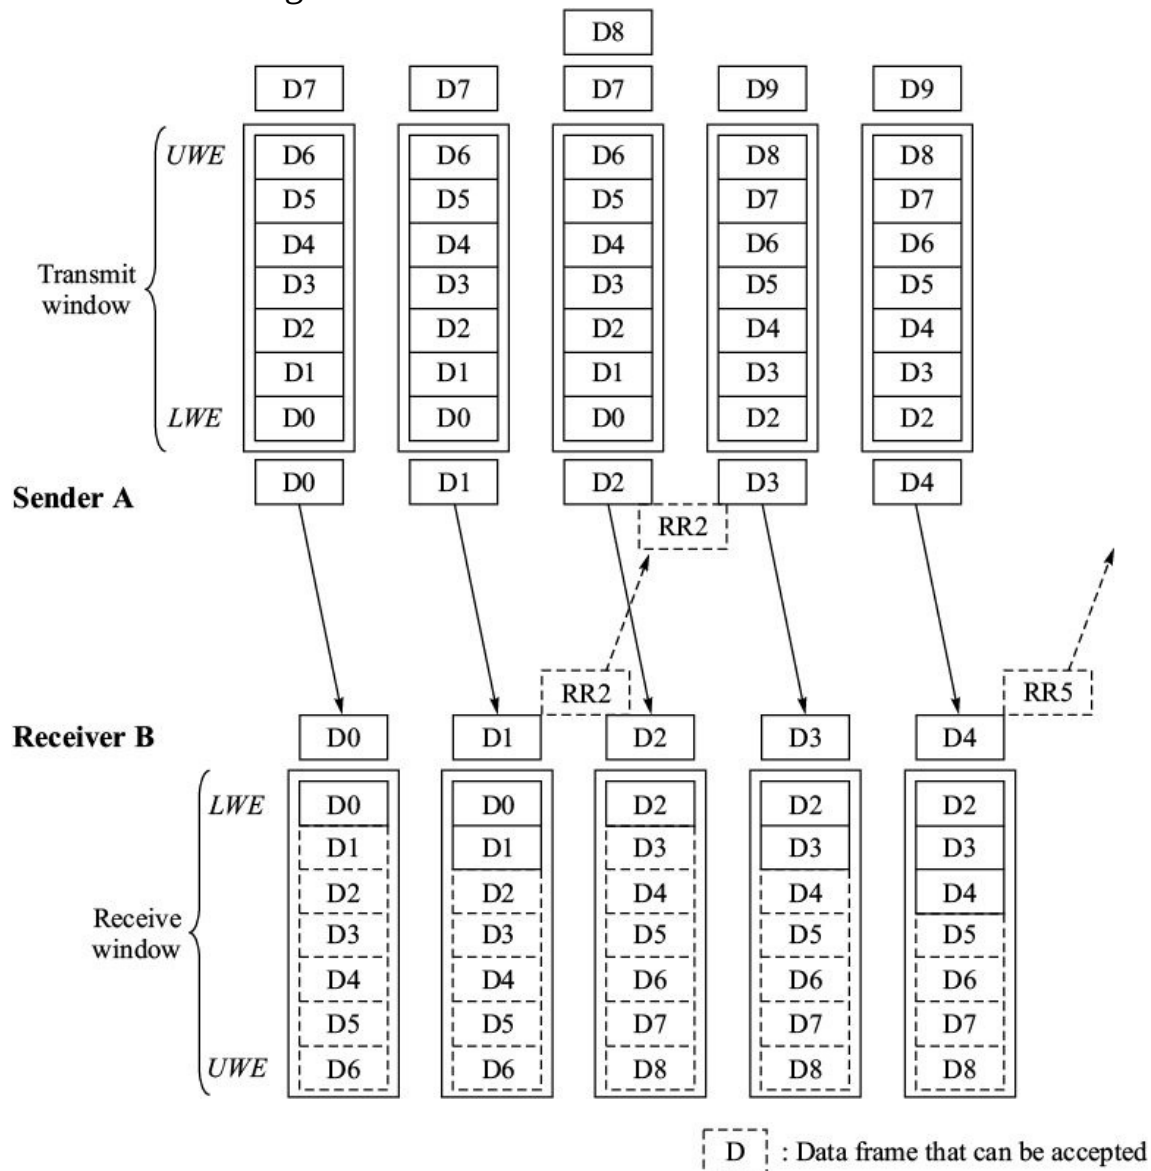 D8
D7 D7 D7 D9 D9
UWE D6 D6 D6 D8 D8
D5 D5 D5 D7 D7
D4 D4 D4 D6 D6
Transmit
window
D3 D3 D3 D5 D5
D2 D2 D2 D4 D4
D1 D1 D1 D3 D3
LWE D0 D0 D0 D2 D2
Sender A
D0 D1 D2 D3 D4
RR2
RR2 RR5
Receiver B
D0 D1 D2 D3 D4
LWE D0 D0 D2 D2 D2
D1 D1 D3 D3 D3
D2 D2 D4 D4 D4
Receive
window
D3 D3 D5 D5 D5
D4 D4 D6 D6 D6
D5 D5 D7 D7 D7
UWE D6 D6 D8 D8 D8
D : Data frame that can be accepted